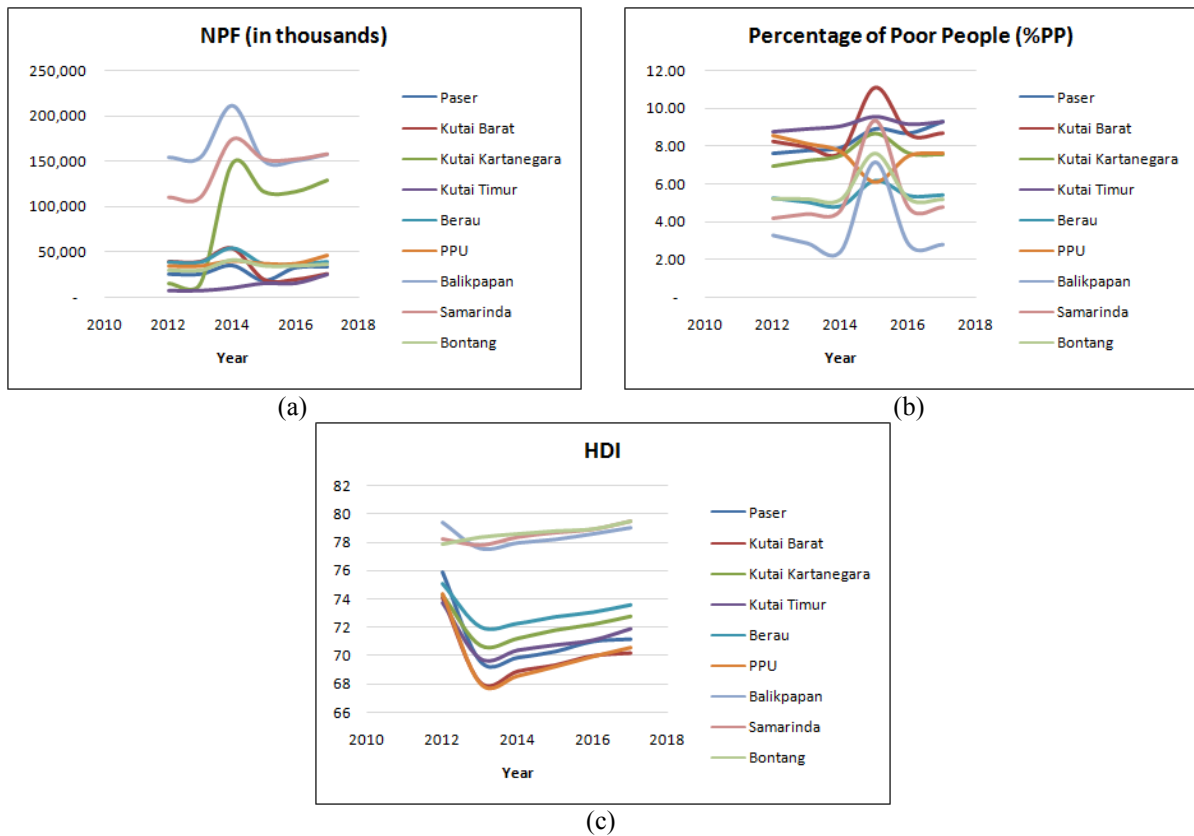 NPF (in thousands)
250,000
200,000
150,000
100,000
50,000
-
2010 2012 2014 2016 2018
Year
Paser
Kutai Barat
Kutai Kartanegara
Kutai Timur
Berau
PPU
Balikpapan
Samarinda
Bontang
(a)
Percentage of Poor People (%PP)
12.00
10.00
8.00
6.00
4.00
2.00
-
2010 2012 2014 2016 2018
Year
Paser
Kutai Barat
Kutai Kartanegara
Kutai Timur
Berau
PPU
Balikpapan
Samarinda
Bontang
(b)
HDI
82
80
78
76
74
72
70
68
66
2010 2012 2014 2016 2018
Year
Paser
Kutai Barat
Kutai Kartanegara
Kutai Timur
Berau
PPU
Balikpapan
Samarinda
Bontang
(c)